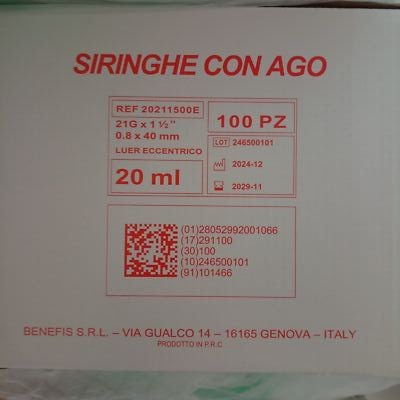 SIRINGHE CON AGO
REF 20211500E
21G x 1 ½"
0.8 x 40 mm
LUER ECCENTRICO
20 ml
100 PZ
LOT 246500101
2024-12
2029-11
(01)28052992001066
(17)291100
(30)100
(10)246500101
(91)101466
BENEFIS S.R.L. – VIA GUALCO 14 – 16165 GENOVA – ITALY
PRODOTTO IN P.R.C